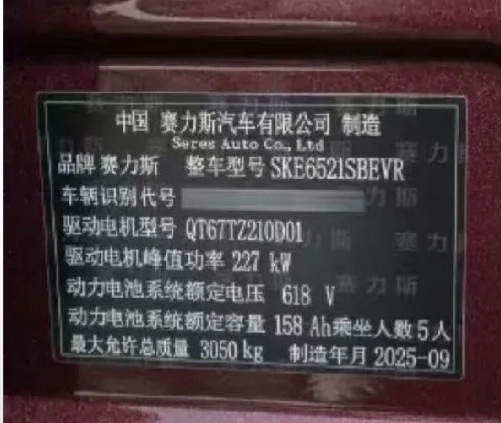 中国 赛力斯汽车有限公司 制造
Seres Auto Co., Ltd
品牌 赛力斯 整车型号 SKE6521SBEVR
车辆识别代号
驱动电机型号 QT67TZ210D01
驱动电机峰值功率 227 kW
动力电池系统额定电压 618 V
动力电池系统额定容量 158 Ah 乘坐人数 5 人
最大允许总质量 3050 kg 制造年月 2025-09